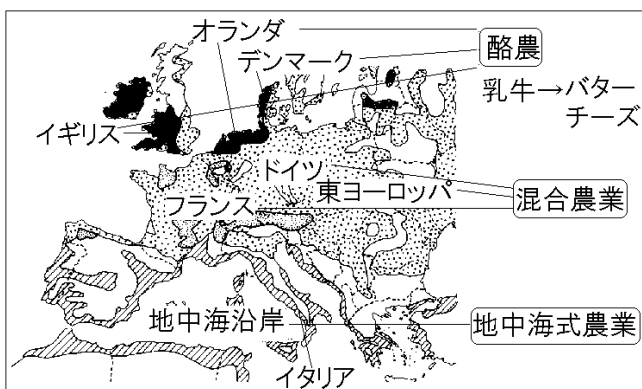 オランダ
酪農
デンマーク
乳牛→バター
チーズ
イギリス
ドイツ
東ヨーロッパ
混合農業
フランス
地中海沿岸
地中海式農業
イタリア